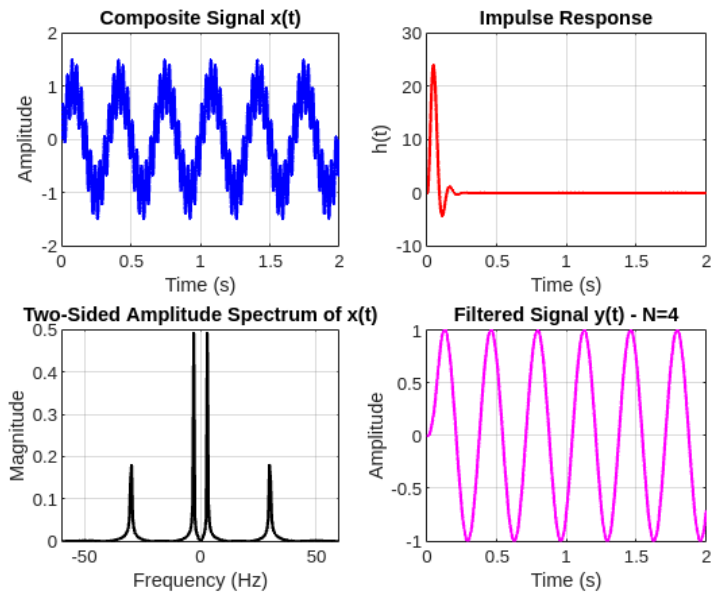 Composite Signal x(t)
2
1
0
-1
-2
Amplitude
0 0.5 1 1.5 2
Time (s)
Impulse Response
30
20
10
0
-10
h(t)
0 0.5 1 1.5 2
Time (s)
Two-Sided Amplitude Spectrum of x(t)
0.5
0.4
0.3
0.2
0.1
0
Magnitude
-50 0 50
Frequency (Hz)
Filtered Signal y(t) - N=4
1
0.5
0
-0.5
-1
Amplitude
0 0.5 1 1.5 2
Time (s)